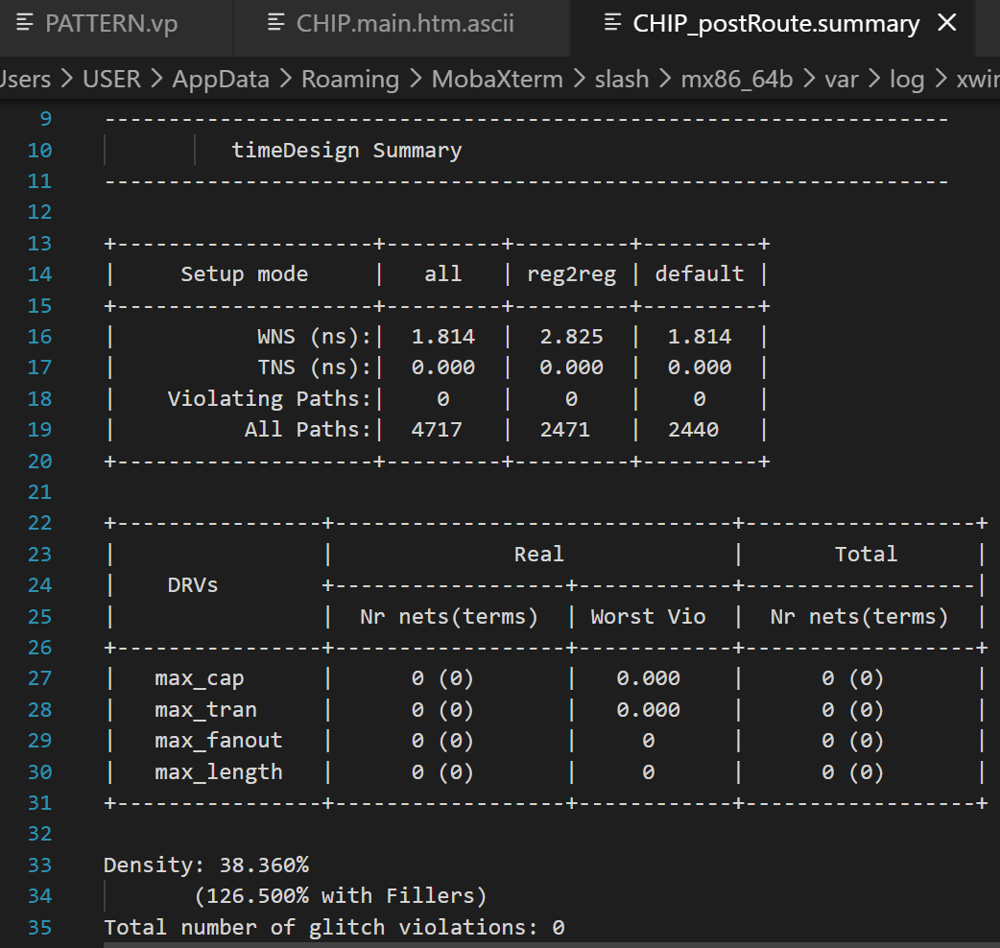 PATTERN.vp CHIP.main.htm.ascii CHIP_postRoute.summary ×
Users > USER > AppData > Roaming > MobaXterm > slash > mx86_64b > var > log > xwin
9 ------------------------------------------------------------------
10 timeDesign Summary
11 ------------------------------------------------------------------
12
13 +--------------------+---------+---------+---------+
14 | Setup mode | all | reg2reg | default |
15 +--------------------+---------+---------+---------+
16 | WNS (ns):| 1.814 | 2.825 | 1.814 |
17 | TNS (ns):| 0.000 | 0.000 | 0.000 |
18 | Violating Paths:| 0 | 0 | 0 |
19 | All Paths:| 4717 | 2471 | 2440 |
20 +--------------------+---------+---------+---------+
21
22 +----------------+-------------------------------+------------------+
23 | | Real | Total |
24 | DRVs +------------------+------------+------------------|
25 | | Nr nets(terms) | Worst Vio | Nr nets(terms) |
26 +----------------+------------------+------------+------------------+
27 | max_cap | 0 (0) | 0.000 | 0 (0) |
28 | max_tran | 0 (0) | 0.000 | 0 (0) |
29 | max_fanout | 0 (0) | 0 | 0 (0) |
30 | max_length | 0 (0) | 0 | 0 (0) |
31 +----------------+------------------+------------+------------------+
32
33 Density: 38.360%
34 (126.500% with Fillers)
35 Total number of glitch violations: 0